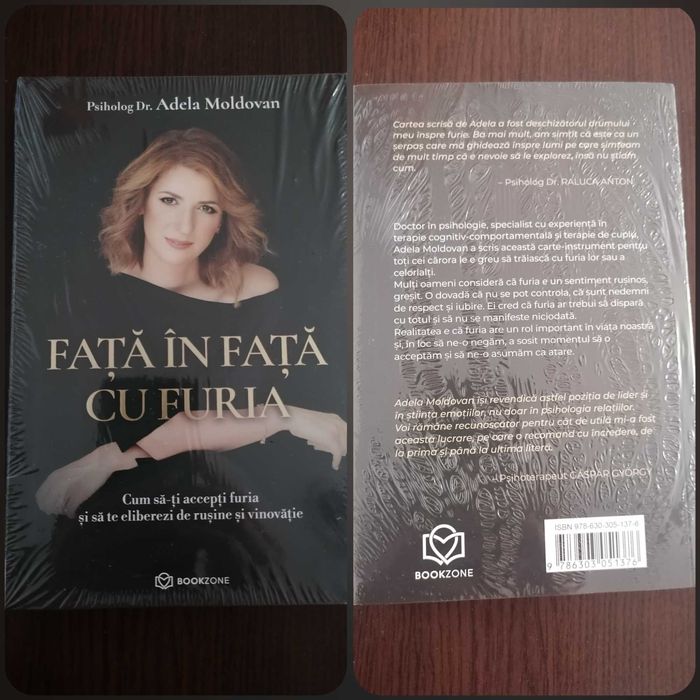 Psiholog Dr. Adela Moldovan
FAȚĂ ÎN FAȚĂ
CU FURIA
Cum să-ți accepți furia
și să te eliberezi de rușine și vinovăție
BOOKZONE
Cartea scrisă de Adela a fost deschizătorul drumului
meu înspre furie. Ba mai mult, am simțit că este ca un
șerpaș care mă ghidează înspre lumi pe care simțeam
de mult timp că e nevoie să le explorez, însă nu știam
cum.
– Psiholog Dr. RALUCA ANTON
Doctor în psihologie, specialist cu experiență în
terapie cognitiv-comportamentală și terapie de cuplu,
Adela Moldovan a scris această carte-instrument pentru
toți cei cărora le e greu să trăiască cu furia lor sau a
celorlalți.
Mulți oameni consideră că furia e un sentiment rușinos,
greșit. O dovadă că nu se pot controla, că sunt nedemni
de respect și iubire. Ei cred că furia ar trebui să dispară
cu totul și să nu se manifeste niciodată.
Realitatea e că furia are un rol important în viața noastră
și, în loc să ne-o negăm, a sosit momentul să o
acceptăm și să ne-o asumăm ca atare.
Adela Moldovan își revendică astfel poziția de lider și
în știința emoțiilor, nu doar în psihologia relațiilor.
Voi rămâne recunoscător pentru cât de utilă mi-a fost
această lucrare, pe care o recomand cu încredere, de
la prima și până la ultima literă.
– Psihoterapeut GÁSPÁR GYÖRGY
BOOKZONE
ISBN 978-630-305-137-6
9 786303 051376